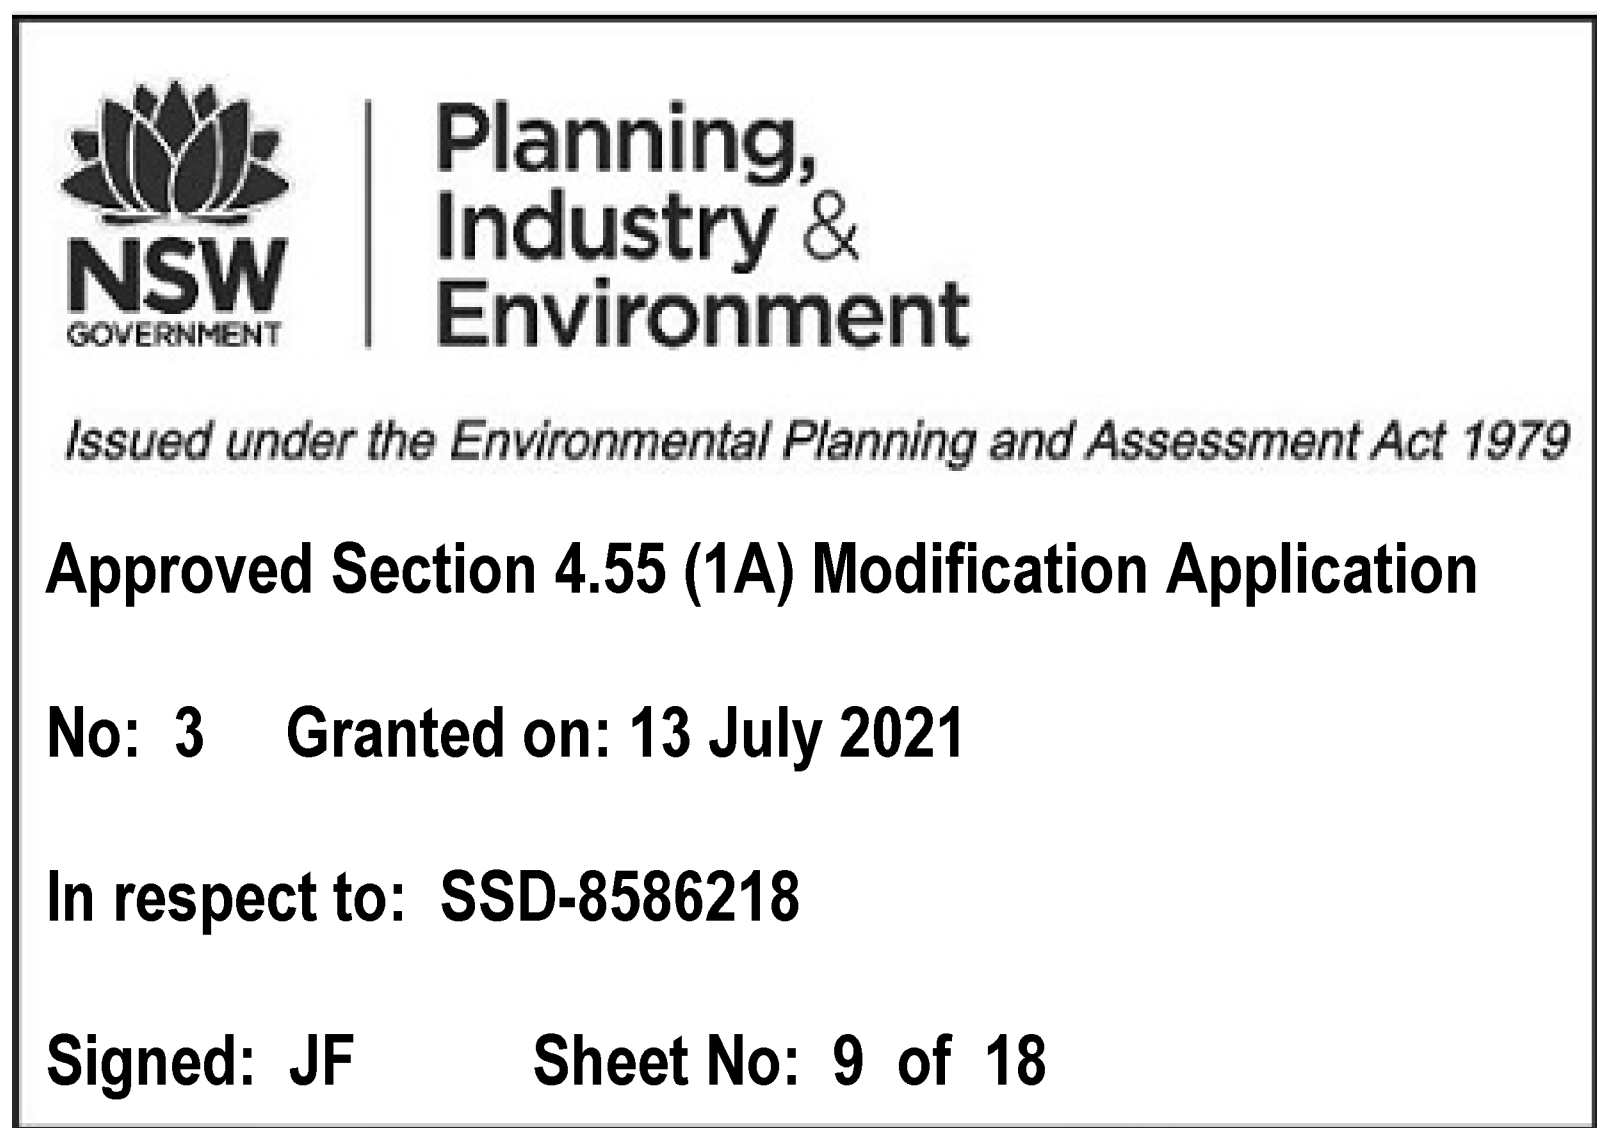 Planning,
Industry &
Environment
NSW
GOVERNMENT
Issued under the Environmental Planning and Assessment Act 1979
Approved Section 4.55 (1A) Modification Application
No: 3 Granted on: 13 July 2021
In respect to: SSD-8586218
Signed: JF Sheet No: 9 of 18